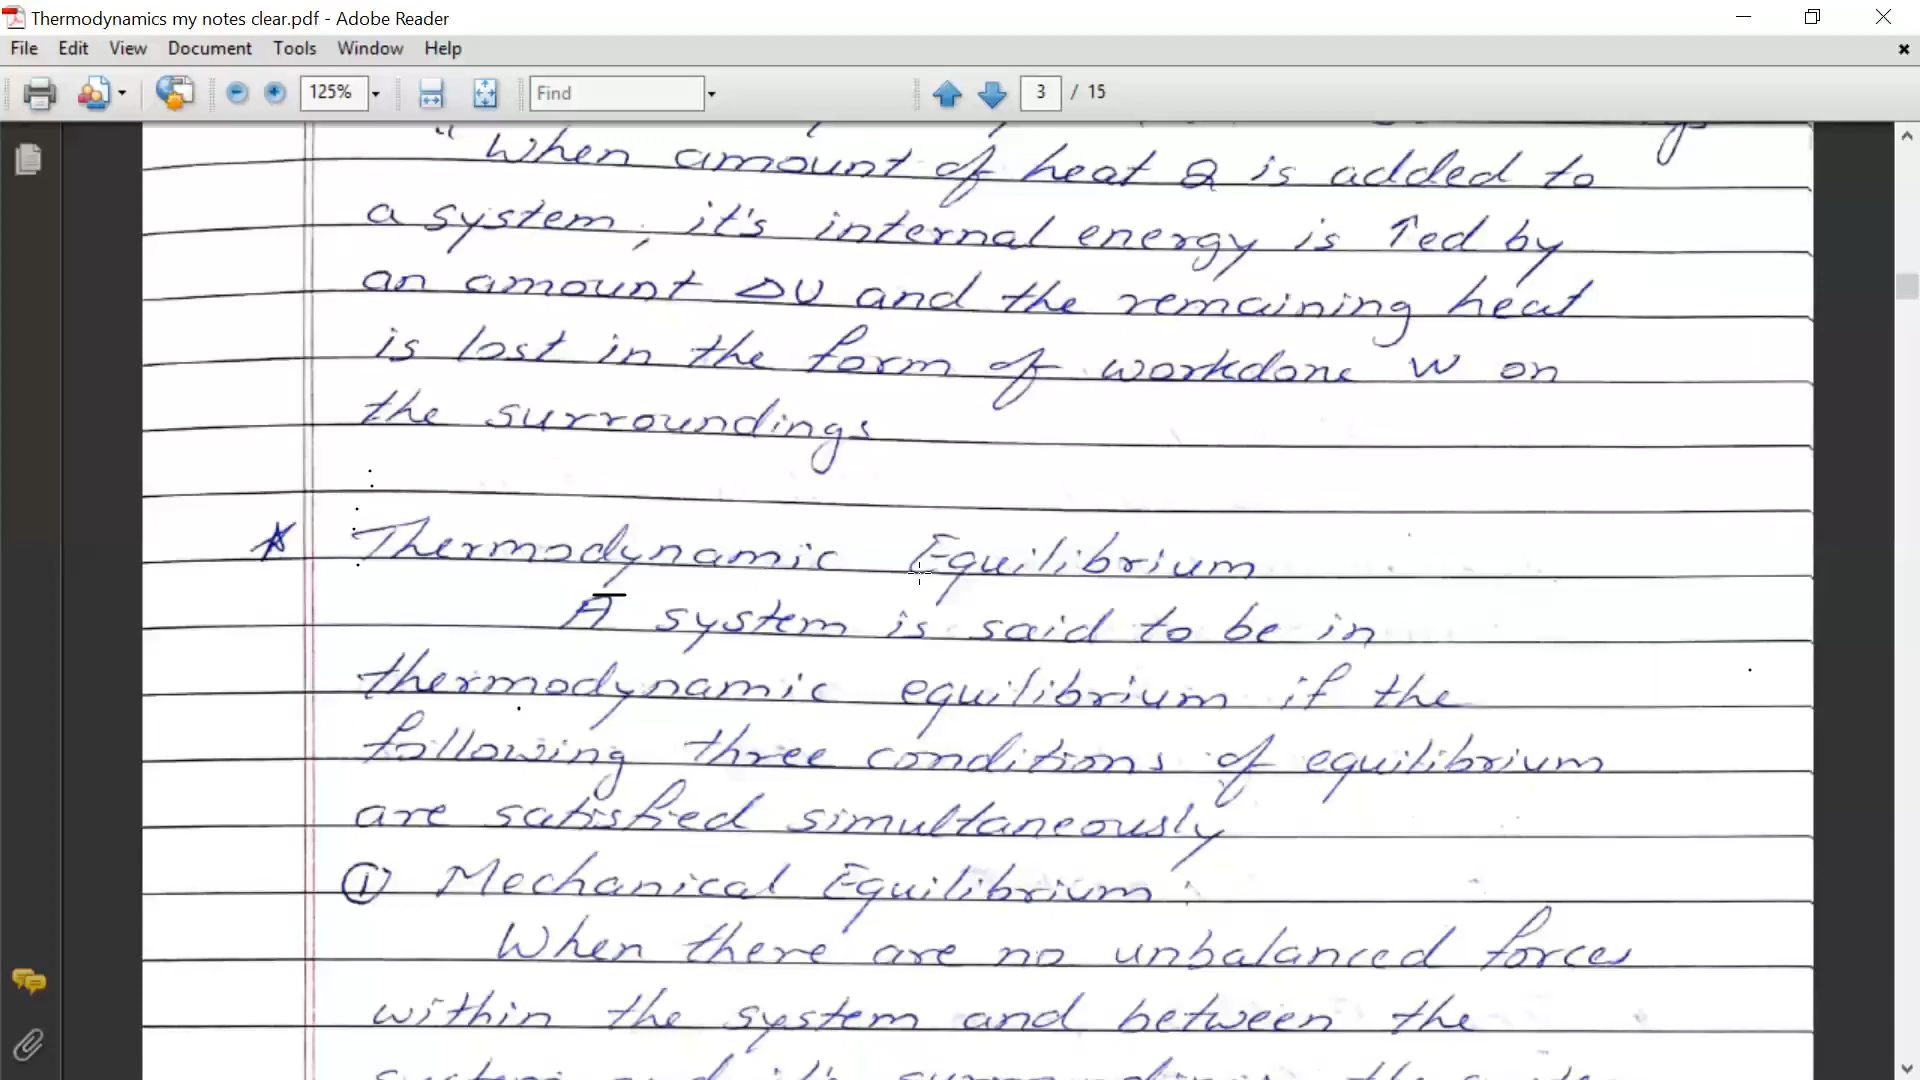 Thermodynamics my notes clear.pdf - Adobe Reader
File Edit View Document Tools Window Help
125% Find 3 / 15
"When amount of heat Q is added to
a system, it's internal energy is ↑ed by
an amount ΔU and the remaining heat
is lost in the form of workdone W on
the surroundings
* Thermodynamic Equilibrium
A system is said to be in
thermodynamic equilibrium if the
following three conditions of equilibrium
are satisfied simultaneously
① Mechanical Equilibrium:
When there are no unbalanced forces
within the system and between the